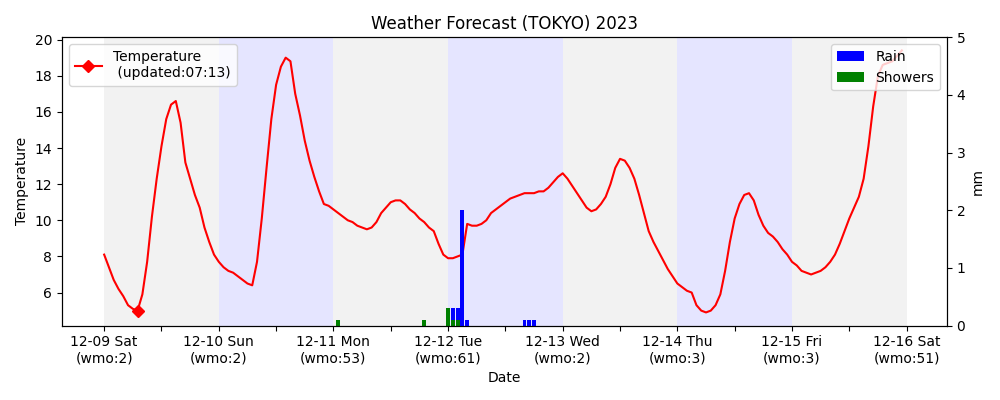 Weather Forecast (TOKYO) 2023
Temperature
(updated:07:13)
Rain
Showers
20
18
16
14
12
10
8
6
Temperature
5
4
3
2
1
0
mm
12-09 Sat
(wmo:2)
12-10 Sun
(wmo:2)
12-11 Mon
(wmo:53)
12-12 Tue
(wmo:61)
12-13 Wed
(wmo:2)
12-14 Thu
(wmo:3)
12-15 Fri
(wmo:3)
12-16 Sat
(wmo:51)
Date